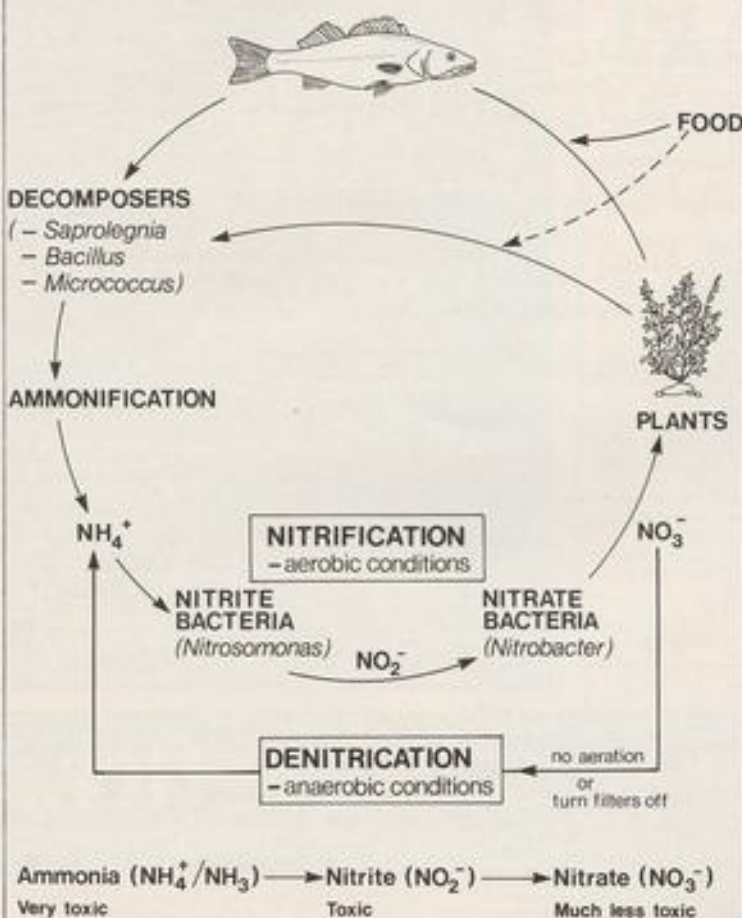 FOOD
DECOMPOSERS
( – Saprolegnia
– Bacillus
– Micrococcus)
AMMONIFICATION
PLANTS
NH₄⁺
NITRIFICATION
– aerobic conditions
NO₃⁻
NITRITE
BACTERIA
(Nitrosomonas)
NO₂⁻
NITRATE
BACTERIA
(Nitrobacter)
DENITRICATION
– anaerobic conditions
no aeration
or
turn filters off
Ammonia (NH₄⁺/NH₃) → Nitrite (NO₂⁻) → Nitrate (NO₃⁻)
Very toxic Toxic Much less toxic